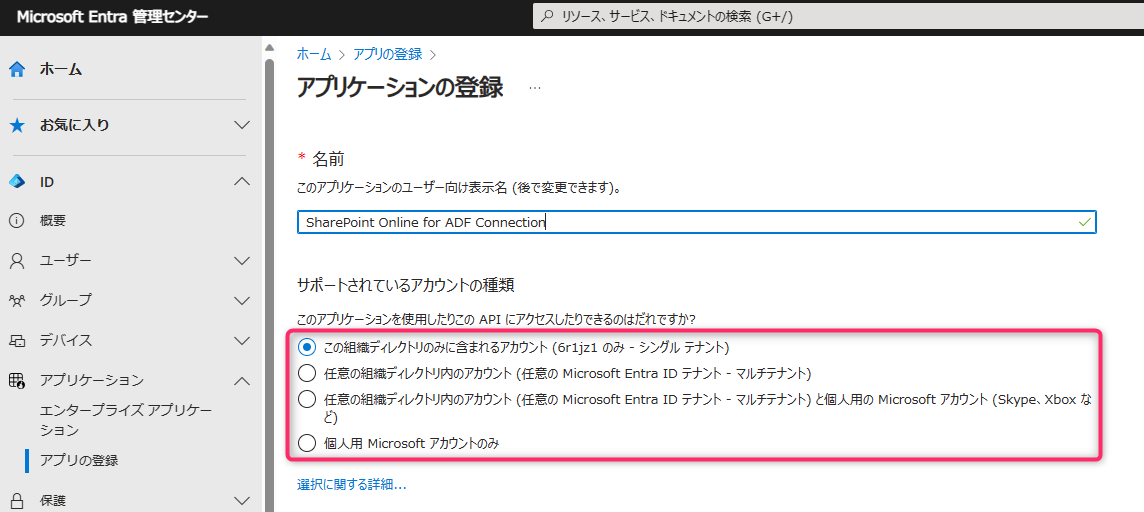 Microsoft Entra 管理センター
リソース、サービス、ドキュメントの検索 (G+/)
ホーム
お気に入り
ID
概要
ユーザー
グループ
デバイス
アプリケーション
エンタープライズ アプリケー
ション
アプリの登録
保護
ホーム > アプリの登録 >
アプリケーションの登録 ...
* 名前
このアプリケーションのユーザー向け表示名 (後で変更できます)。
SharePoint Online for ADF Connection
サポートされているアカウントの種類
このアプリケーションを使用したりこの API にアクセスしたりできるのはだれですか?
この組織ディレクトリのみに含まれるアカウント (6r1jz1 のみ - シングル テナント)
任意の組織ディレクトリ内のアカウント (任意の Microsoft Entra ID テナント - マルチテナント)
任意の組織ディレクトリ内のアカウント (任意の Microsoft Entra ID テナント - マルチテナント) と個人用の Microsoft アカウント (Skype、Xbox な
ど)
個人用 Microsoft アカウントのみ
選択に関する詳細...